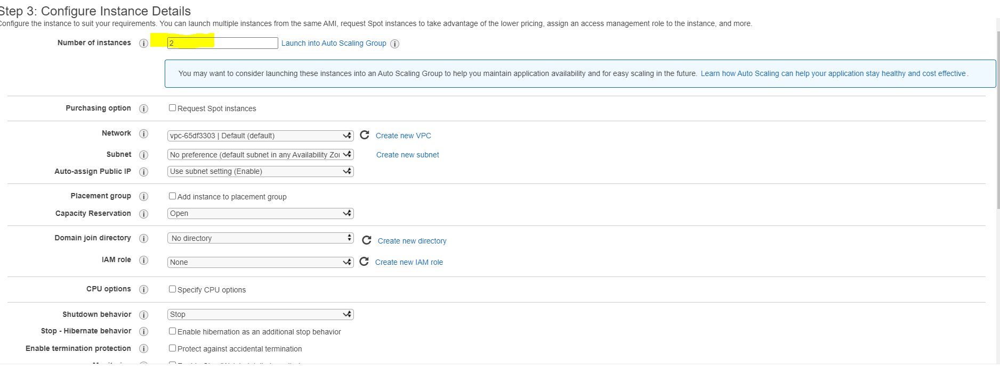 Step 3: Configure Instance Details
Configure the instance to suit your requirements. You can launch multiple instances from the same AMI, request Spot instances to take advantage of the lower pricing, assign an access management role to the instance, and more.
Number of instances 2 Launch into Auto Scaling Group
You may want to consider launching these instances into an Auto Scaling Group to help you maintain application availability and for easy scaling in the future. Learn how Auto Scaling can help your application stay healthy and cost effective.
Purchasing option Request Spot instances
Network vpc-65df3303 | Default (default) Create new VPC
Subnet No preference (default subnet in any Availability Zor Create new subnet
Auto-assign Public IP Use subnet setting (Enable)
Placement group Add instance to placement group
Capacity Reservation Open
Domain join directory No directory Create new directory
IAM role None Create new IAM role
CPU options Specify CPU options
Shutdown behavior Stop
Stop - Hibernate behavior Enable hibernation as an additional stop behavior
Enable termination protection Protect against accidental termination